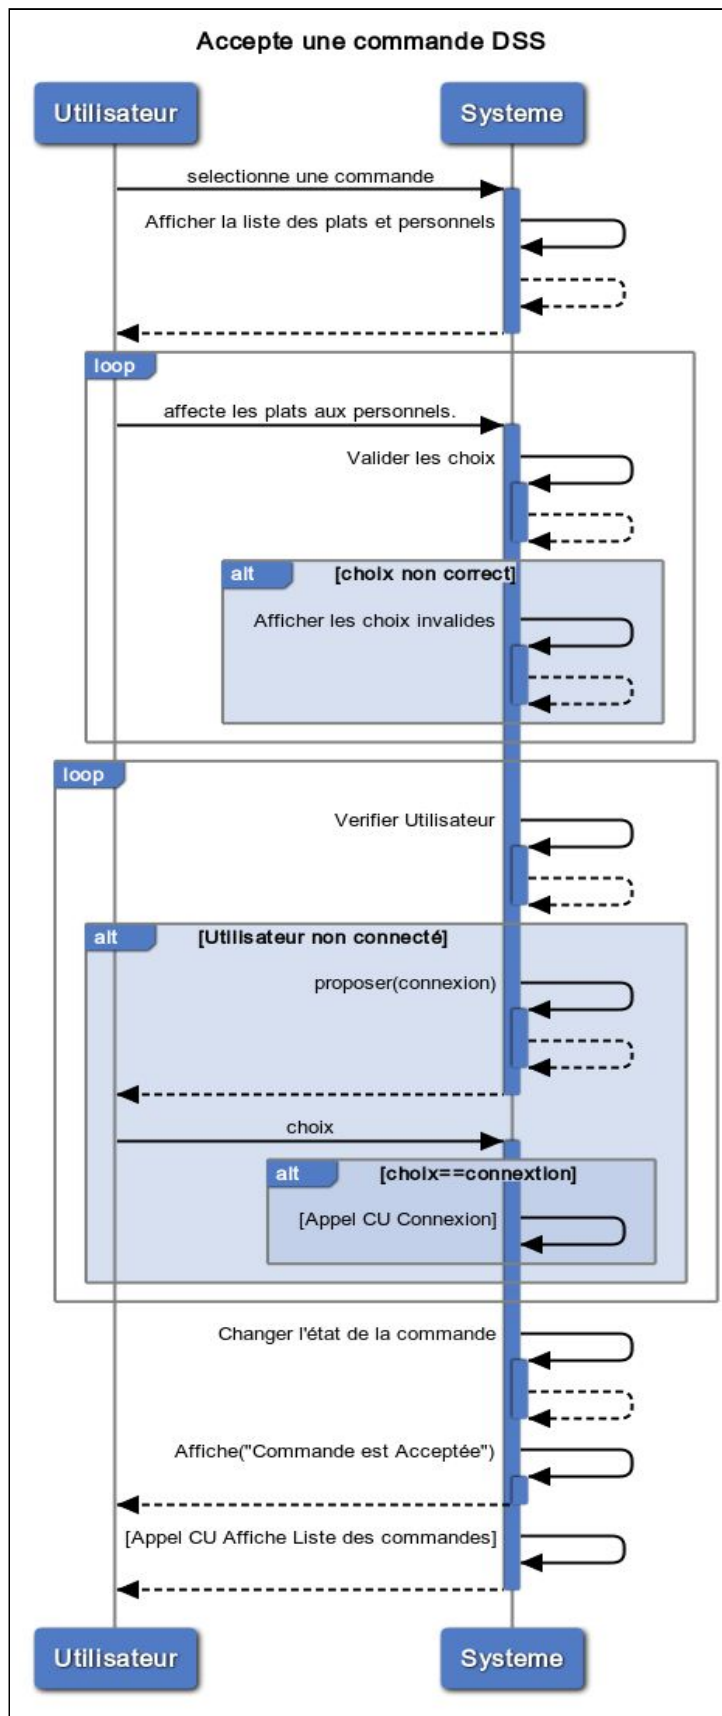 Accepte une commande DSS
Utilisateur
Systeme
selectionne une commande
Afficher la liste des plats et personnels
loop
affecte les plats aux personnels.
Valider les choix
alt
[choix non correct]
Afficher les choix invalides
loop
Verifier Utilisateur
alt
[Utilisateur non connecté]
proposer(connexion)
choix
alt
[choix==connextion]
[Appel CU Connexion]
Changer l'état de la commande
Affiche("Commande est Acceptée")
[Appel CU Affiche Liste des commandes]
Utilisateur
Systeme